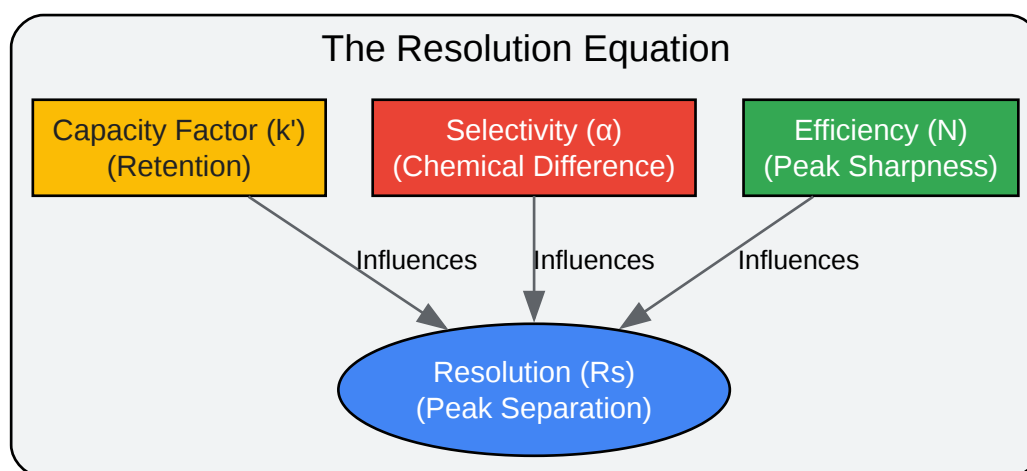 The Resolution Equation
Capacity Factor (k')
(Retention)
Selectivity (α)
(Chemical Difference)
Efficiency (N)
(Peak Sharpness)
Influences
Influences
Influences
Resolution (Rs)
(Peak Separation)